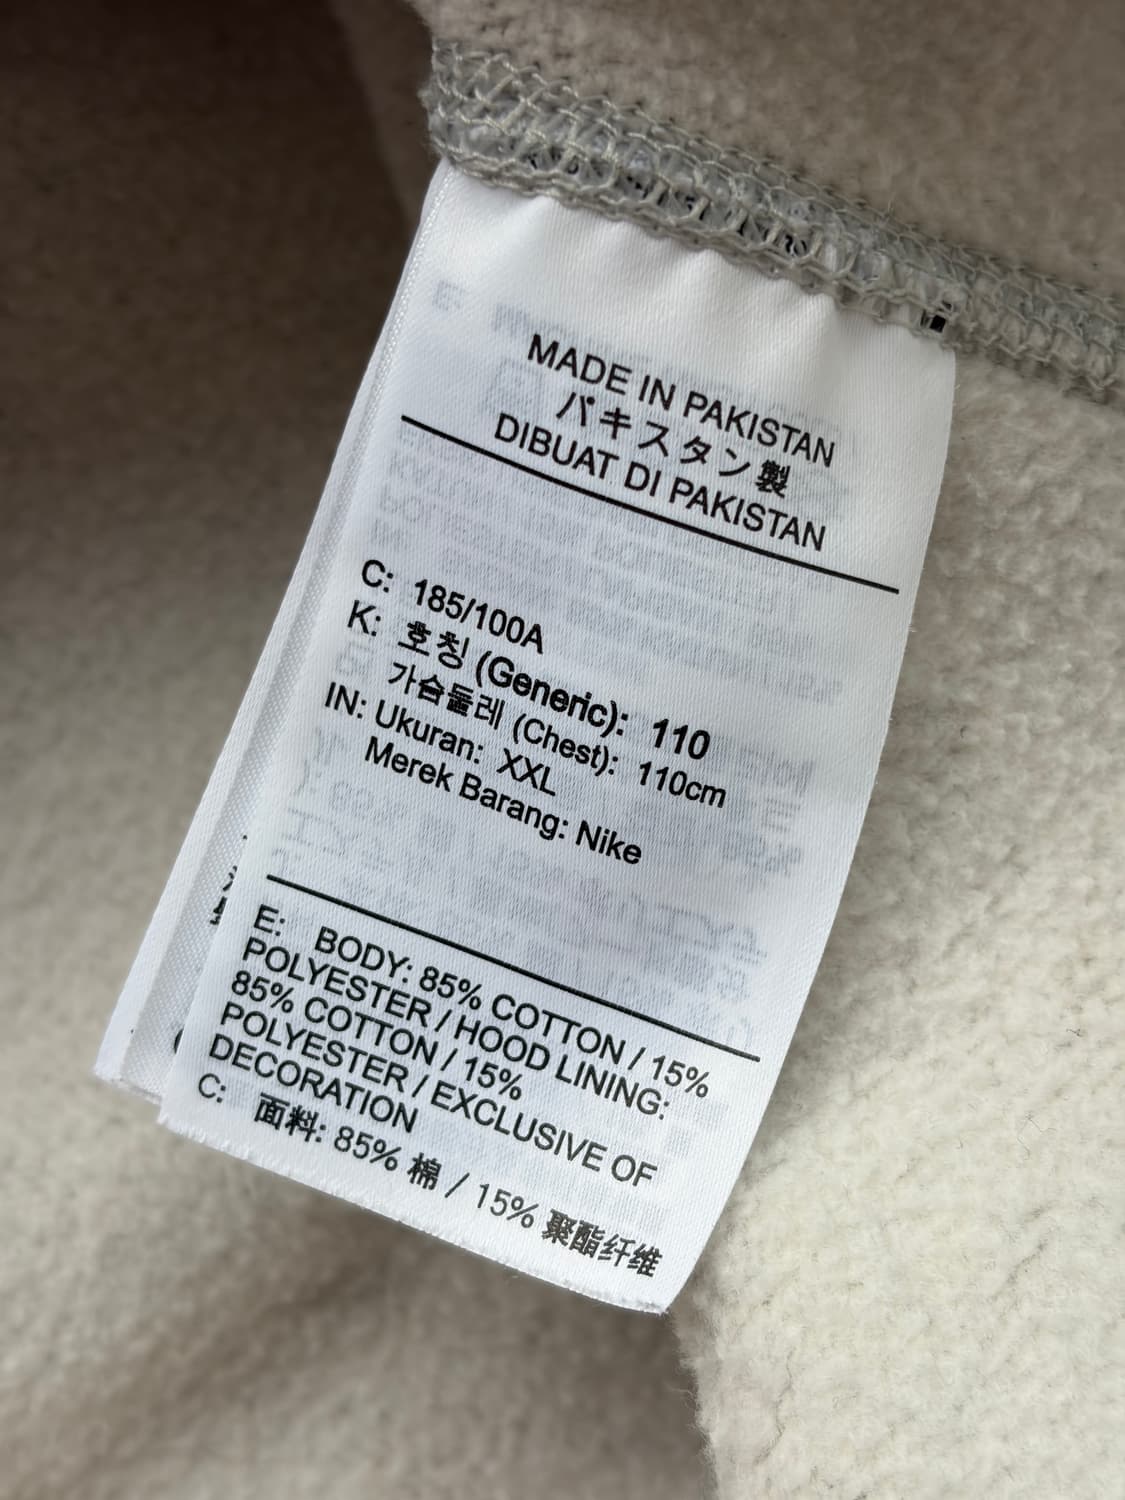 MADE IN PAKISTAN
パキスタン製
DIBUAT DI PAKISTAN
C: 185/100A
K: 호칭 (Generic): 110
가슴둘레 (Chest): 110cm
IN: Ukuran: XXL
Merek Barang: Nike
E: BODY: 85% COTTON / 15%
POLYESTER / HOOD LINING:
85% COTTON / 15%
POLYESTER / EXCLUSIVE OF
DECORATION
C: 面料: 85% 棉 / 15% 聚酯纤维